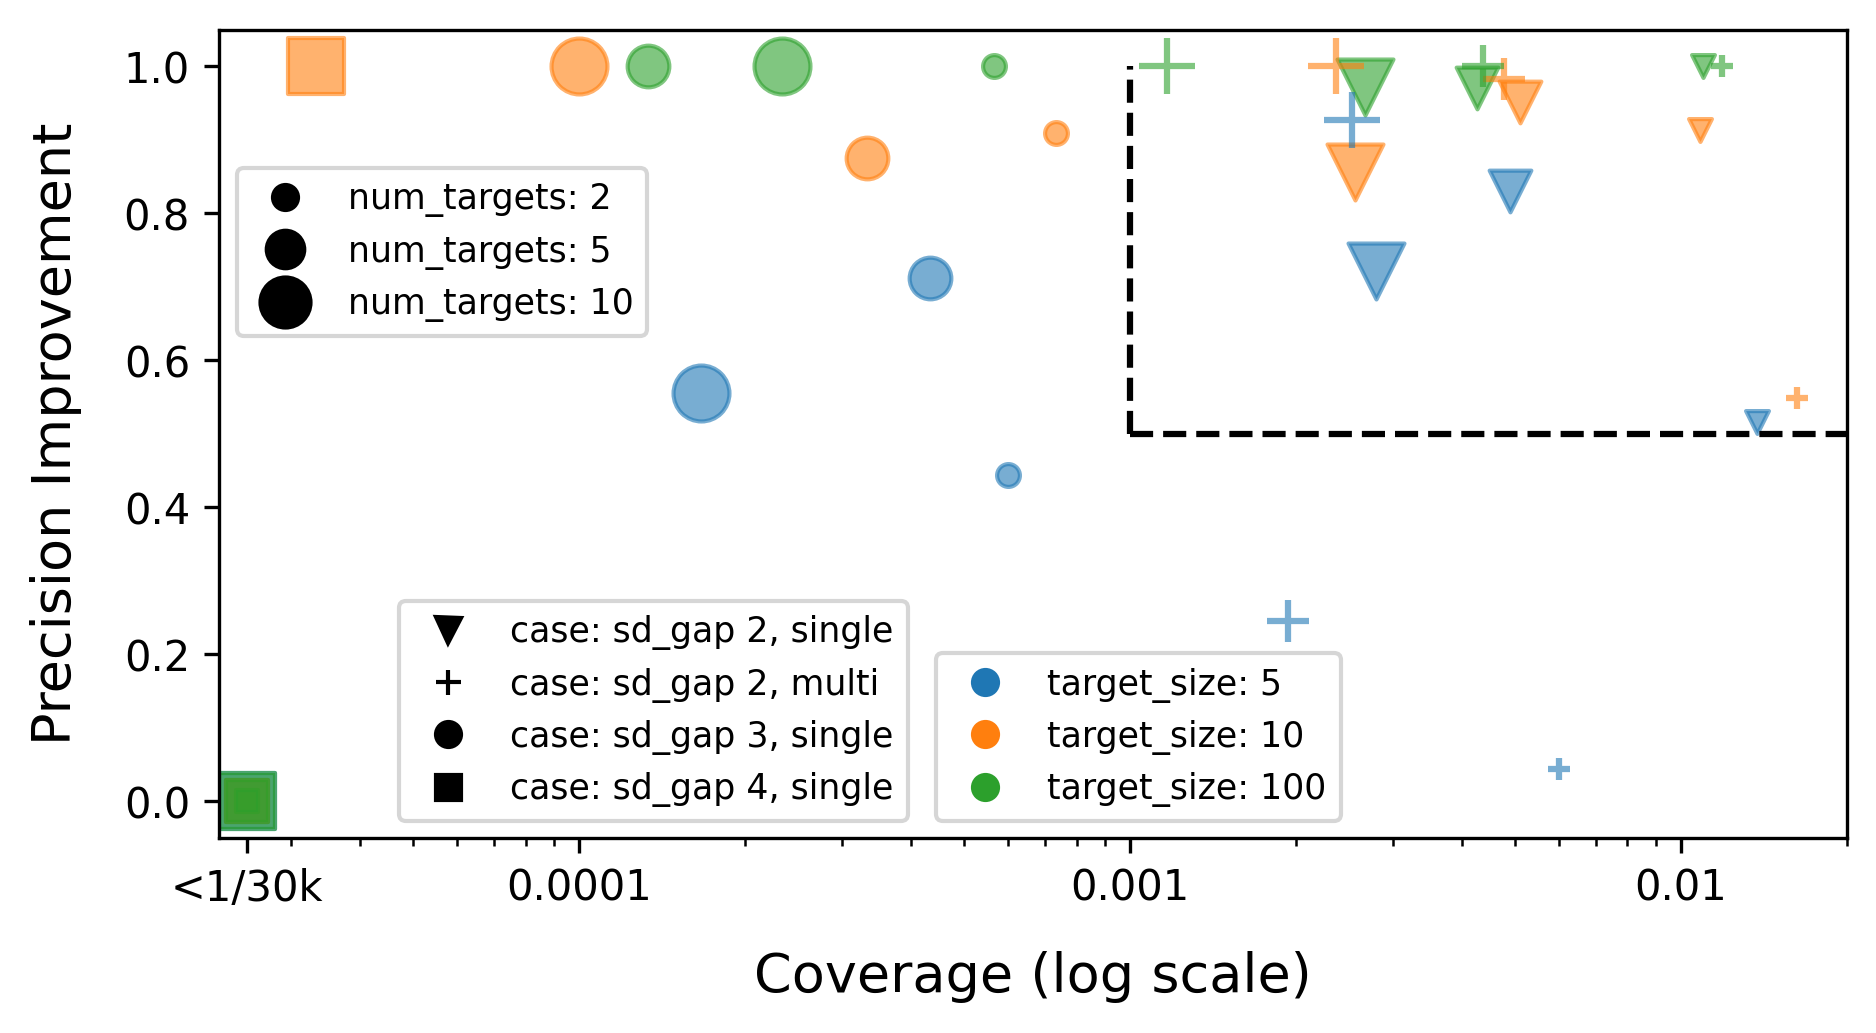 Precision Improvement
1.0
0.8
0.6
0.4
0.2
0.0
num_targets: 2
num_targets: 5
num_targets: 10
case: sd_gap 2, single
case: sd_gap 2, multi
case: sd_gap 3, single
case: sd_gap 4, single
target_size: 5
target_size: 10
target_size: 100
<1/30k
0.0001
0.001
0.01
Coverage (log scale)